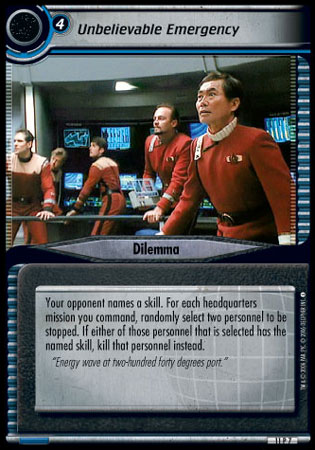 4 Unbelievable Emergency
Dilemma
Your opponent names a skill. For each headquarters
mission you command, randomly select two personnel to
be stopped. If either of those personnel that is selected has the
named skill, kill that personnel instead.
"Energy wave at two-hundred forty degrees port."
11 P 7